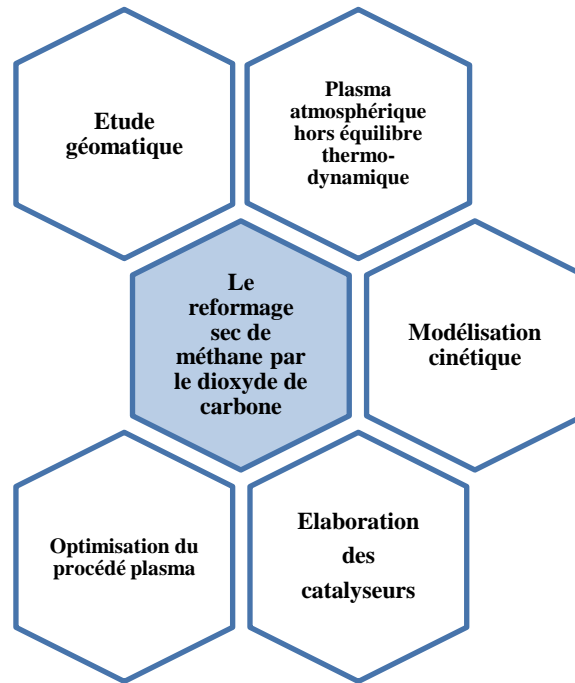 Etude
géomatique
Plasma
atmosphérique
hors équilibre
thermo-
dynamique
Le
reformage
sec de
méthane par
le dioxyde de
carbone
Modélisation
cinétique
Optimisation du
procédé plasma
Elaboration
des
catalyseurs